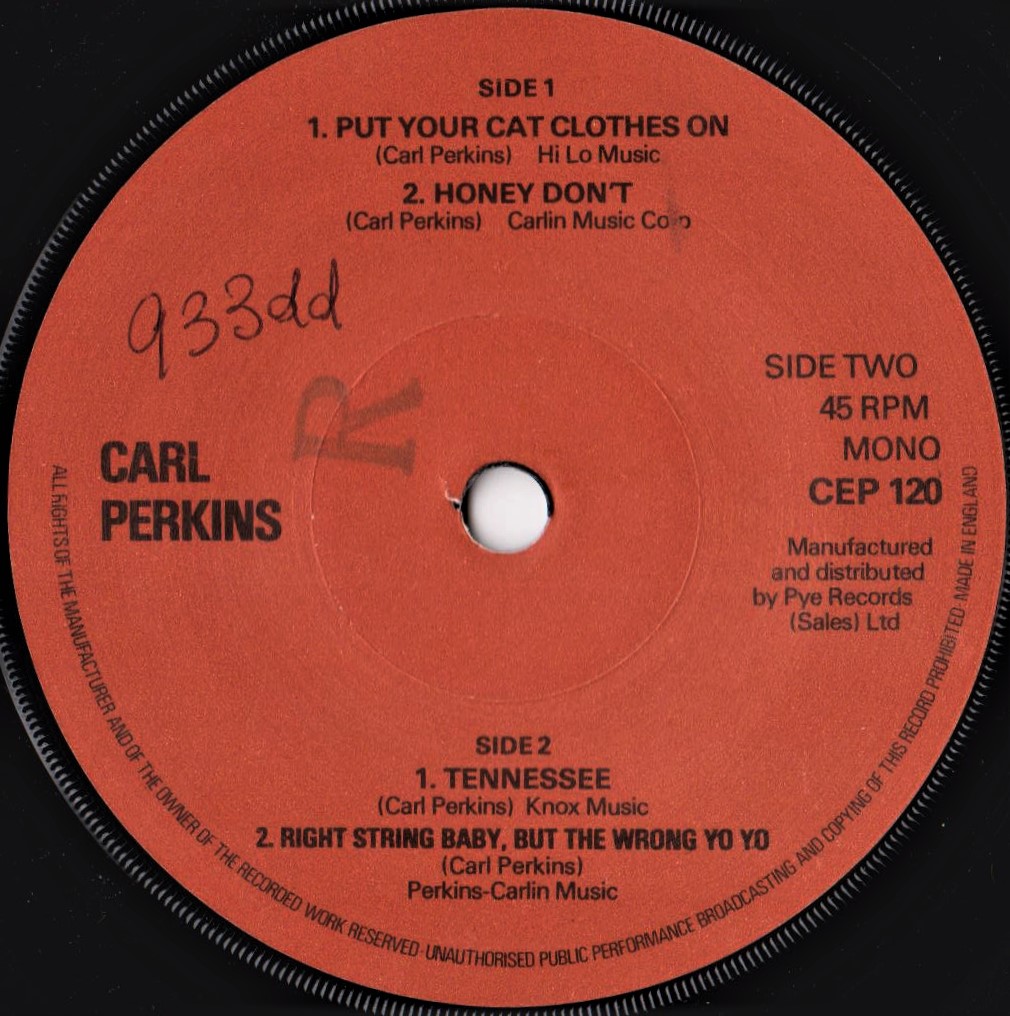 SIDE 1
1. PUT YOUR CAT CLOTHES ON
(Carl Perkins) Hi Lo Music
2. HONEY DON'T
(Carl Perkins) Carlin Music Corp
933dd
R
CARL
PERKINS
SIDE TWO
45 RPM
MONO
CEP 120
Manufactured
and distributed
by Pye Records
(Sales) Ltd
SIDE 2
1. TENNESSEE
(Carl Perkins) Knox Music
2. RIGHT STRING BABY, BUT THE WRONG YO YO
(Carl Perkins)
Perkins-Carlin Music
ALL RIGHTS OF THE MANUFACTURER AND OF THE OWNER OF THE RECORDED WORK RESERVED · UNAUTHORISED PUBLIC PERFORMANCE BROADCASTING AND COPYING OF THIS RECORD PROHIBITED · MADE IN ENGLAND